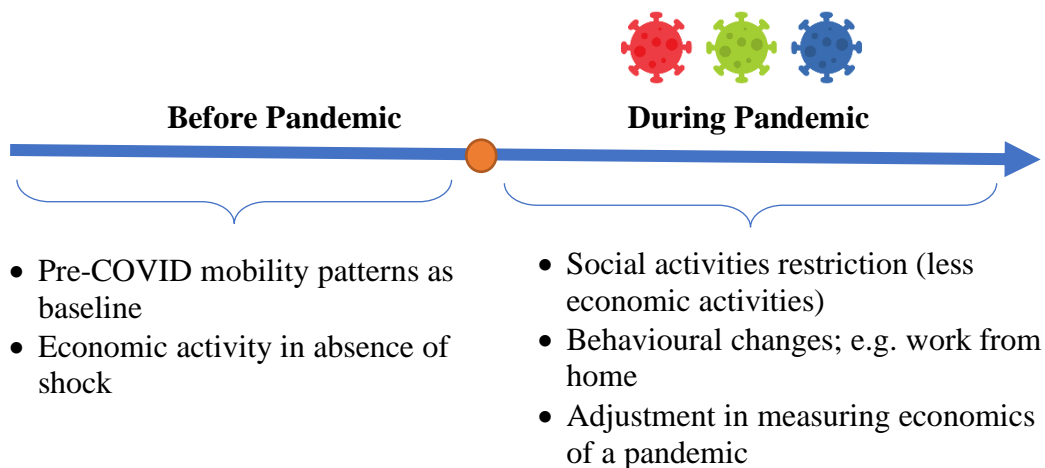 Before Pandemic
During Pandemic
• Pre-COVID mobility patterns as
baseline
• Economic activity in absence of
shock
• Social activities restriction (less
economic activities)
• Behavioural changes; e.g. work from
home
• Adjustment in measuring economics
of a pandemic